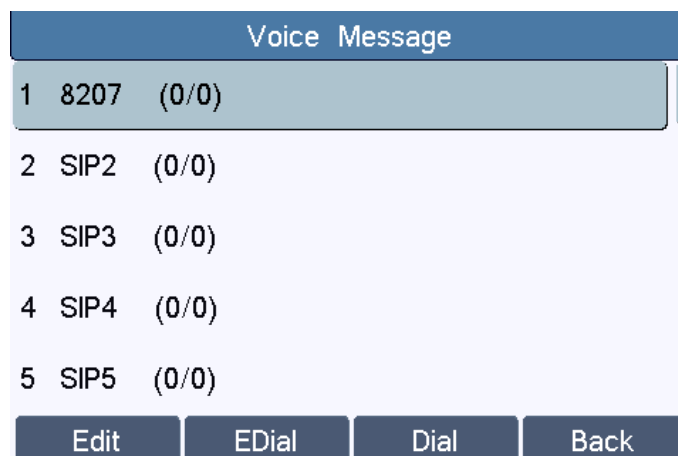 Voice Message
1 8207 (0/0)
2 SIP2 (0/0)
3 SIP3 (0/0)
4 SIP4 (0/0)
5 SIP5 (0/0)
Edit EDial Dial Back